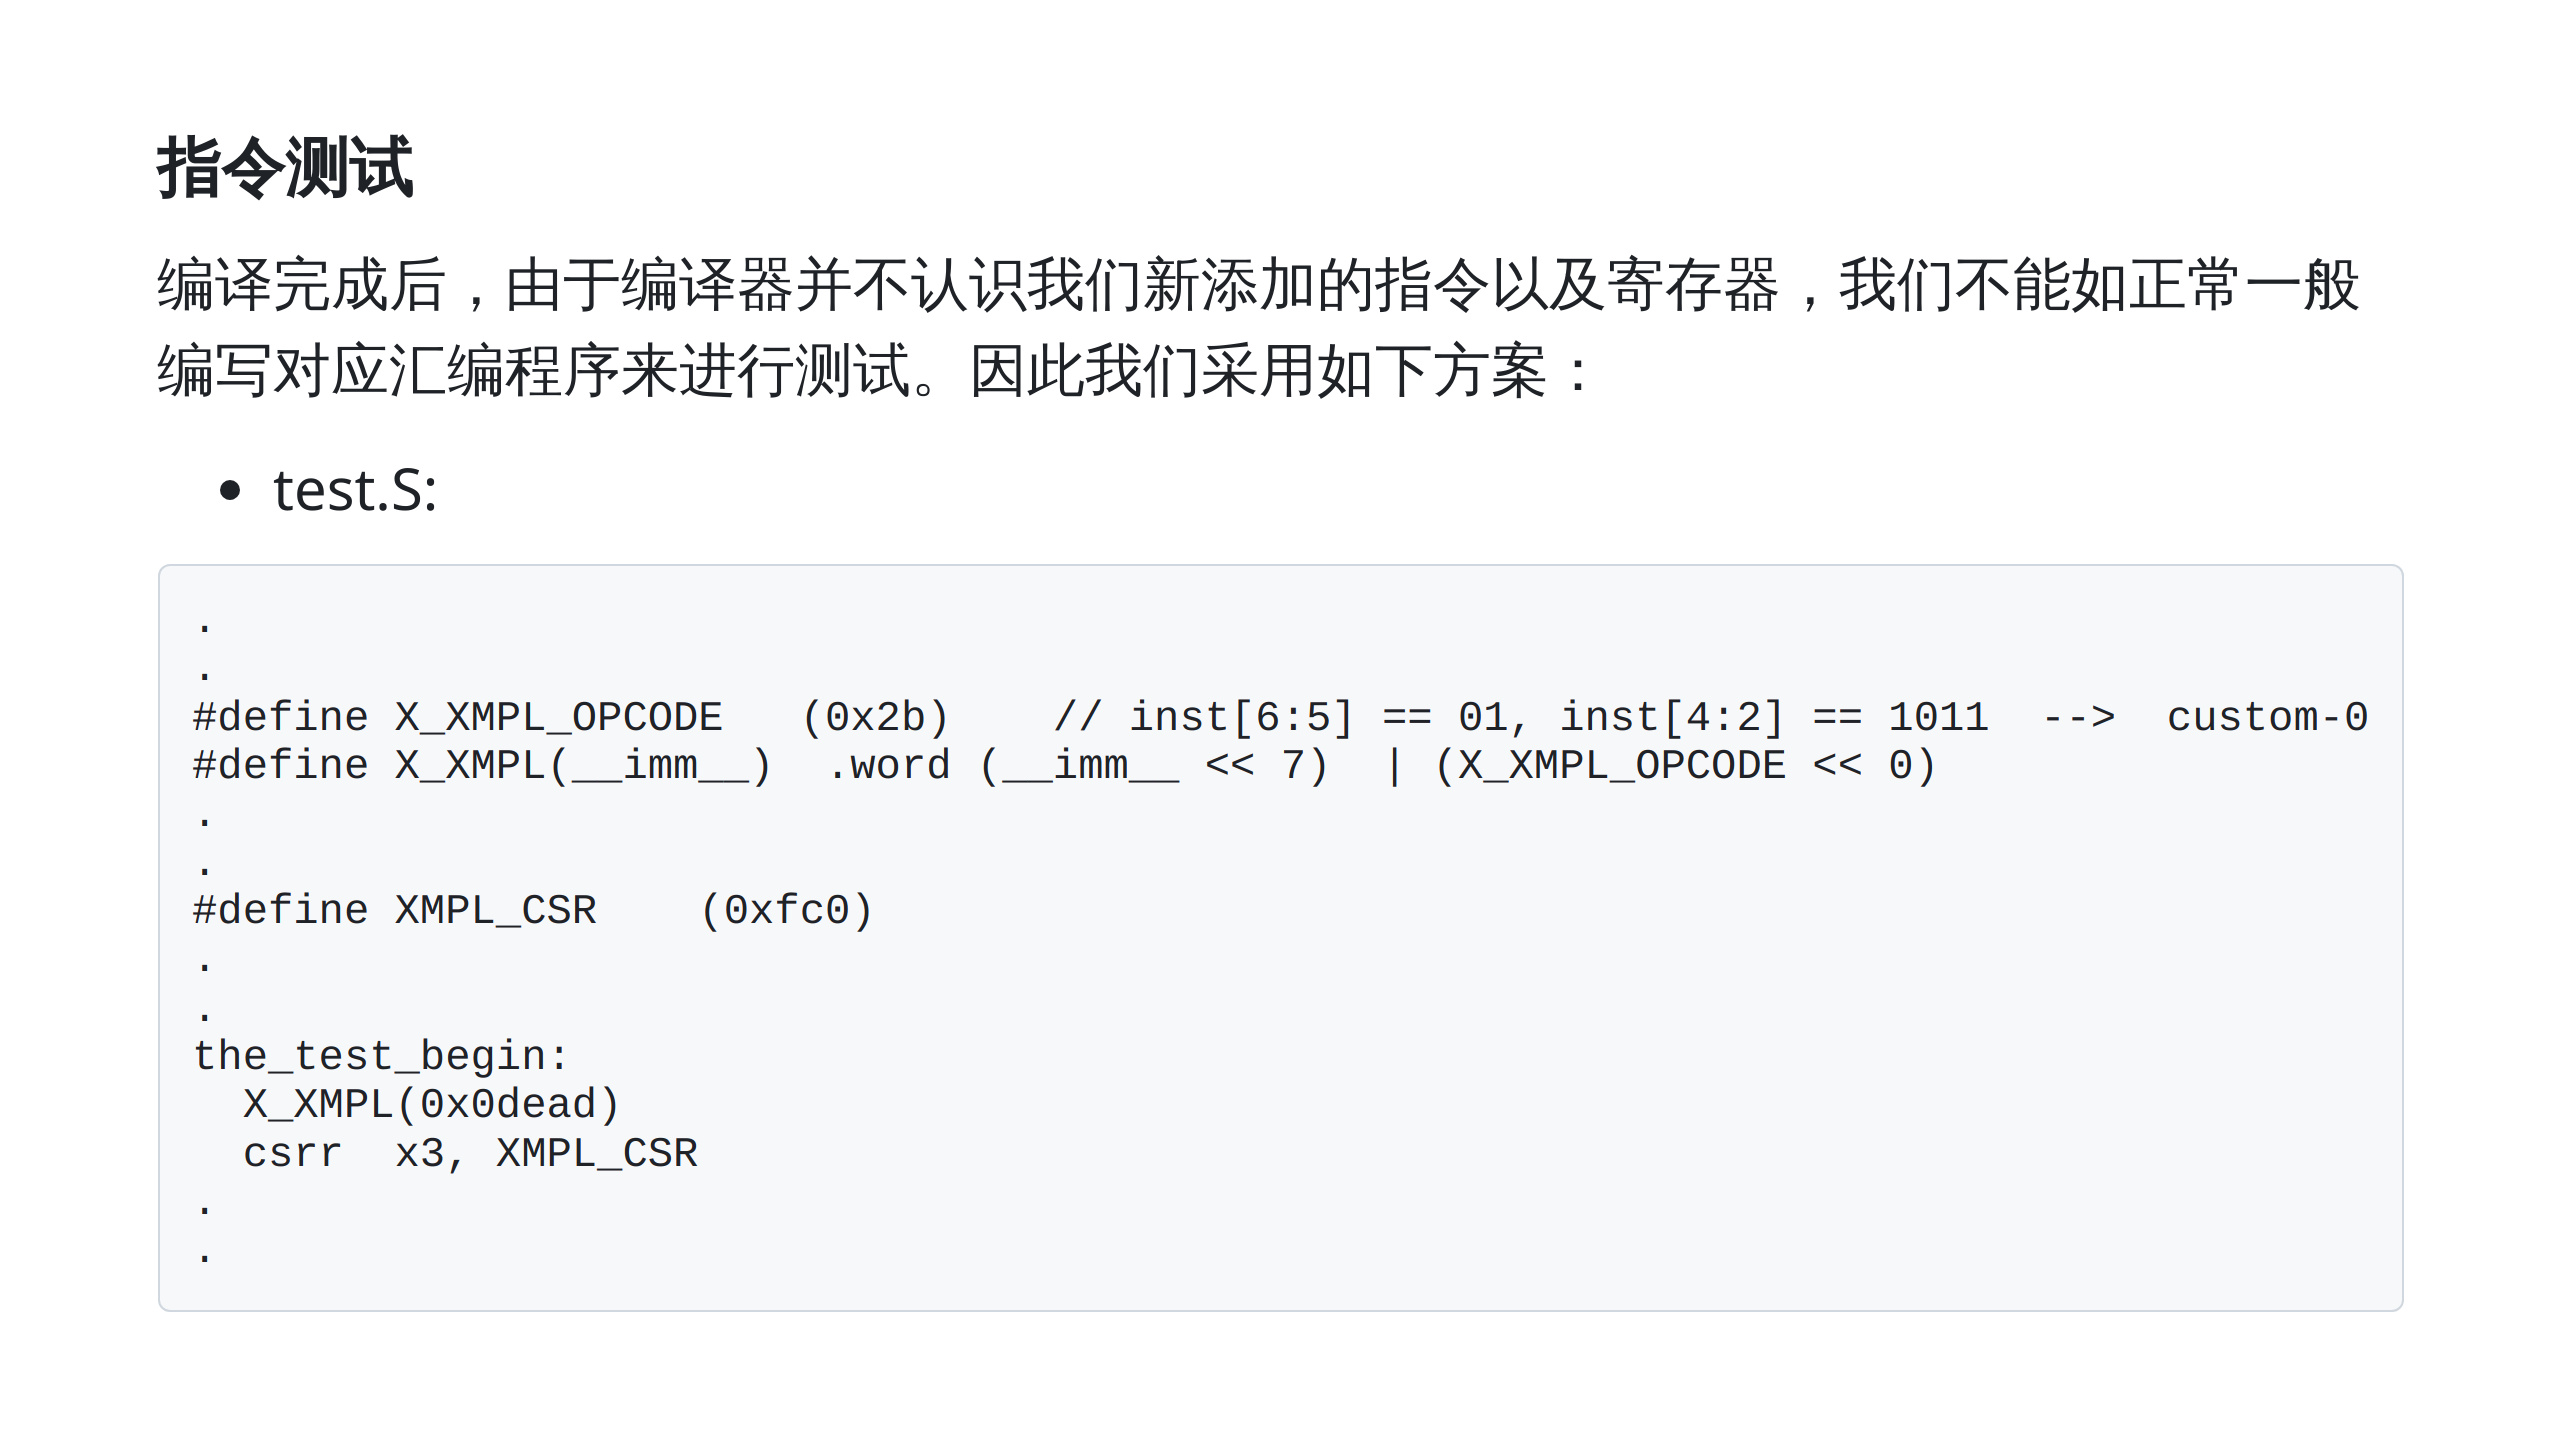 指令测试
编译完成后，由于编译器并不认识我们新添加的指令以及寄存器，我们不能如正常一般
编写对应汇编程序来进行测试。因此我们采用如下方案：
• test.S:
.
.
#define X_XMPL_OPCODE   (0x2b)    // inst[6:5] == 01, inst[4:2] == 1011  -->  custom-0
#define X_XMPL(__imm__)  .word (__imm__ << 7)  | (X_XMPL_OPCODE << 0)
.
.
#define XMPL_CSR    (0xfc0)
.
.
the_test_begin:
  X_XMPL(0x0dead)
  csrr  x3, XMPL_CSR
.
.